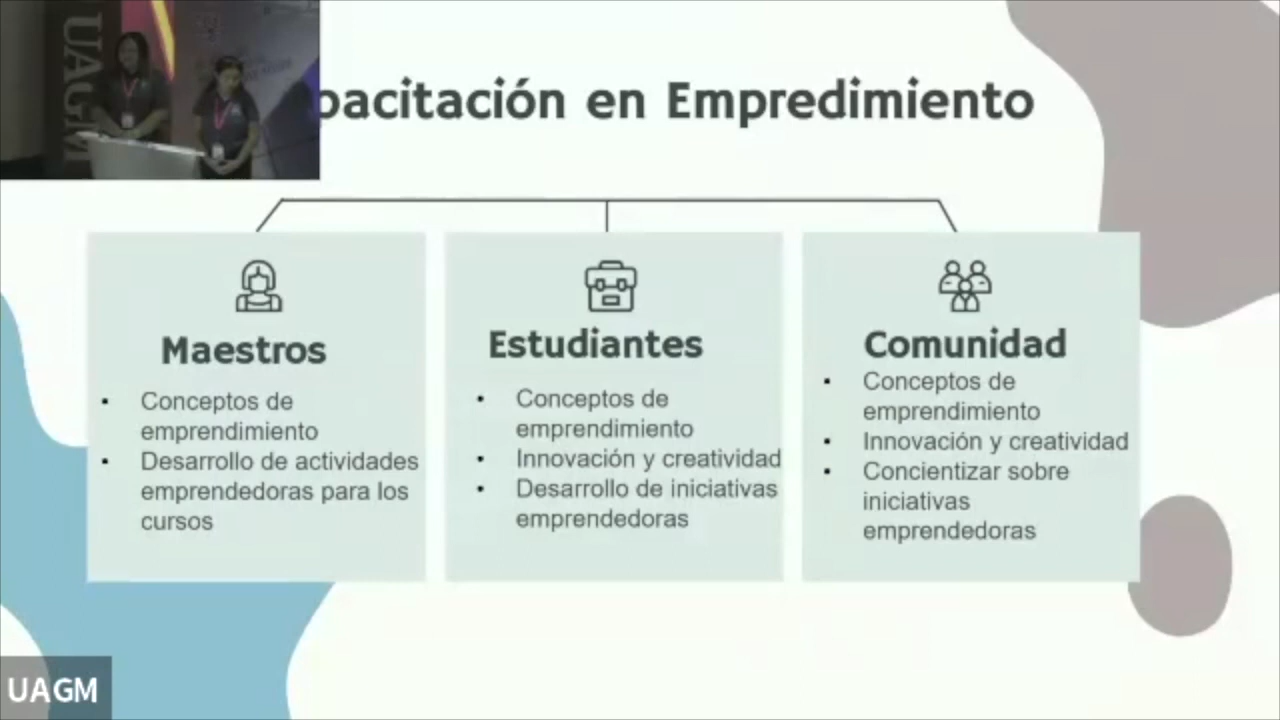 UAGM
pacitación en Empredimiento
Maestros
▪ Conceptos de
emprendimiento
▪ Desarrollo de actividades
emprendedoras para los
cursos
Estudiantes
• Conceptos de
emprendimiento
• Innovación y creatividad
• Desarrollo de iniciativas
emprendedoras
Comunidad
▪ Conceptos de
emprendimiento
▪ Innovación y creatividad
▪ Concientizar sobre
iniciativas
emprendedoras
UAGM